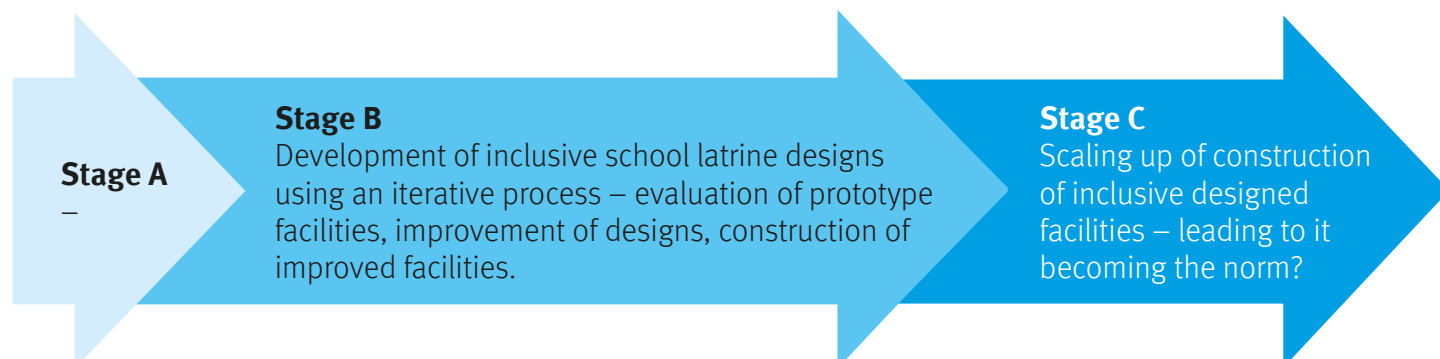 Stage A
–
Stage B
Development of inclusive school latrine designs
using an iterative process – evaluation of prototype
facilities, improvement of designs, construction of
improved facilities.
Stage C
Scaling up of construction
of inclusive designed
facilities – leading to it
becoming the norm?